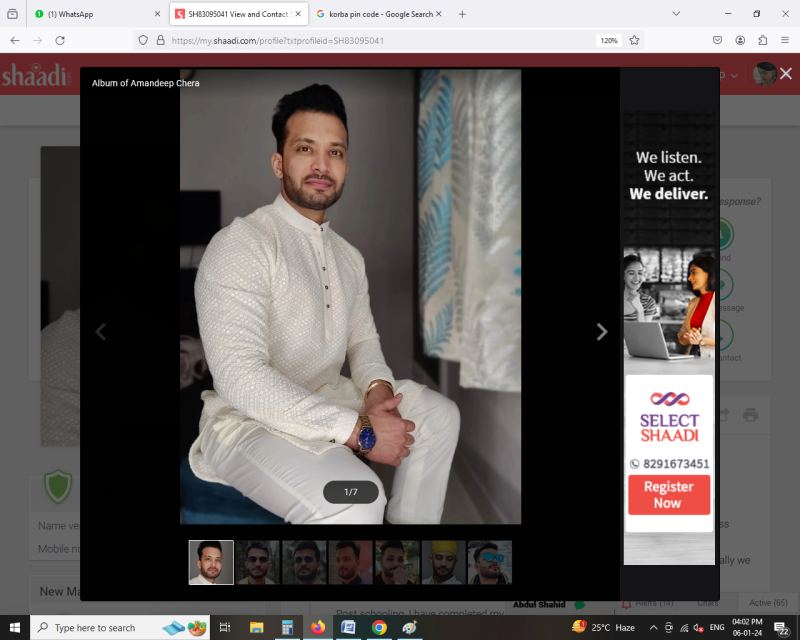 (1) WhatsApp
SH83095041 View and Contact
korba pin code - Google Search
https://my.shaadi.com/profile?txtprofileid=SH83095041
120%
shaadi
Album of Amandeep Chera
We listen.
We act.
We deliver.
esponse?
essage
ontact
SELECT
SHAADI
8291673451
Register
Now
1/7
Name ve
Mobile no
ally we
New Ma
Post schooling, I have completed my
Abdul Shahid
Alerts (14)
Chats
Active (65)
Type here to search
25°C Haze
ENG
04:02 PM
06-01-24
22